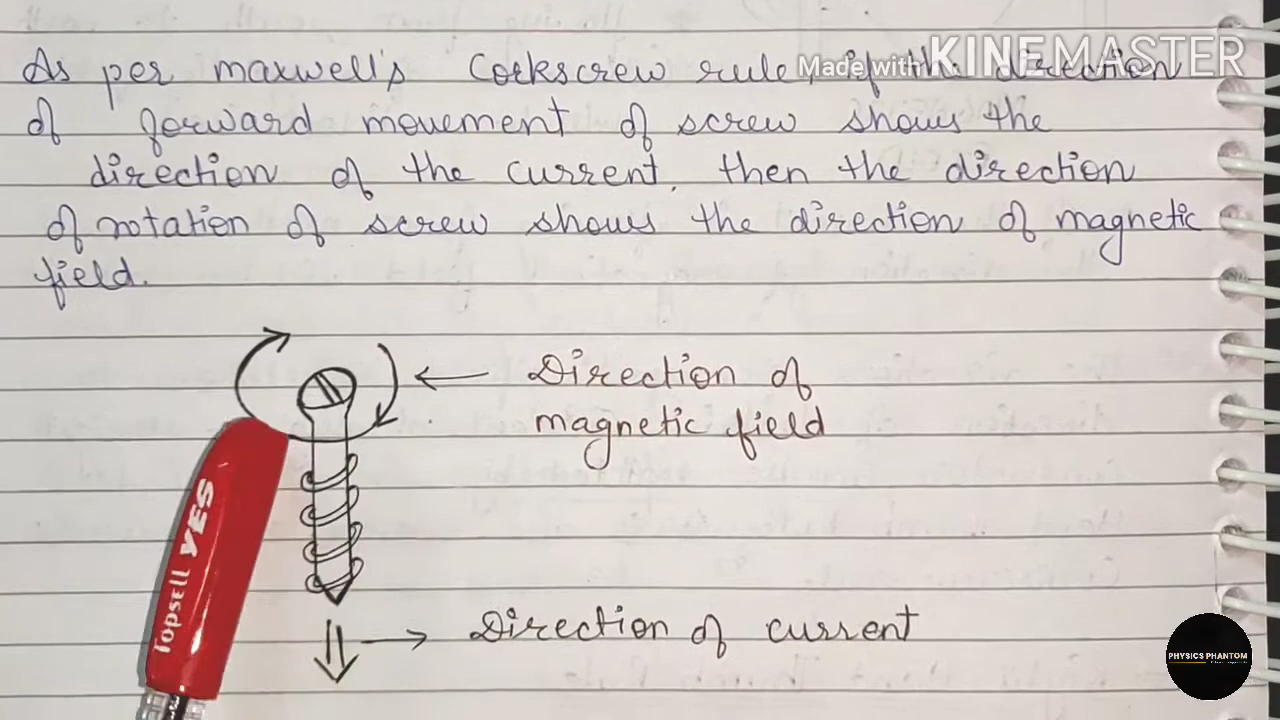 As per maxwell's Corkscrew rule if the direction
Made with KINEMASTER
of forward movement of screw shows the
direction of the current, then the direction
of rotation of screw shows the direction of magnetic
field.
Direction of
magnetic field
Topsell YES
Direction of current
PHYSICS PHANTOM